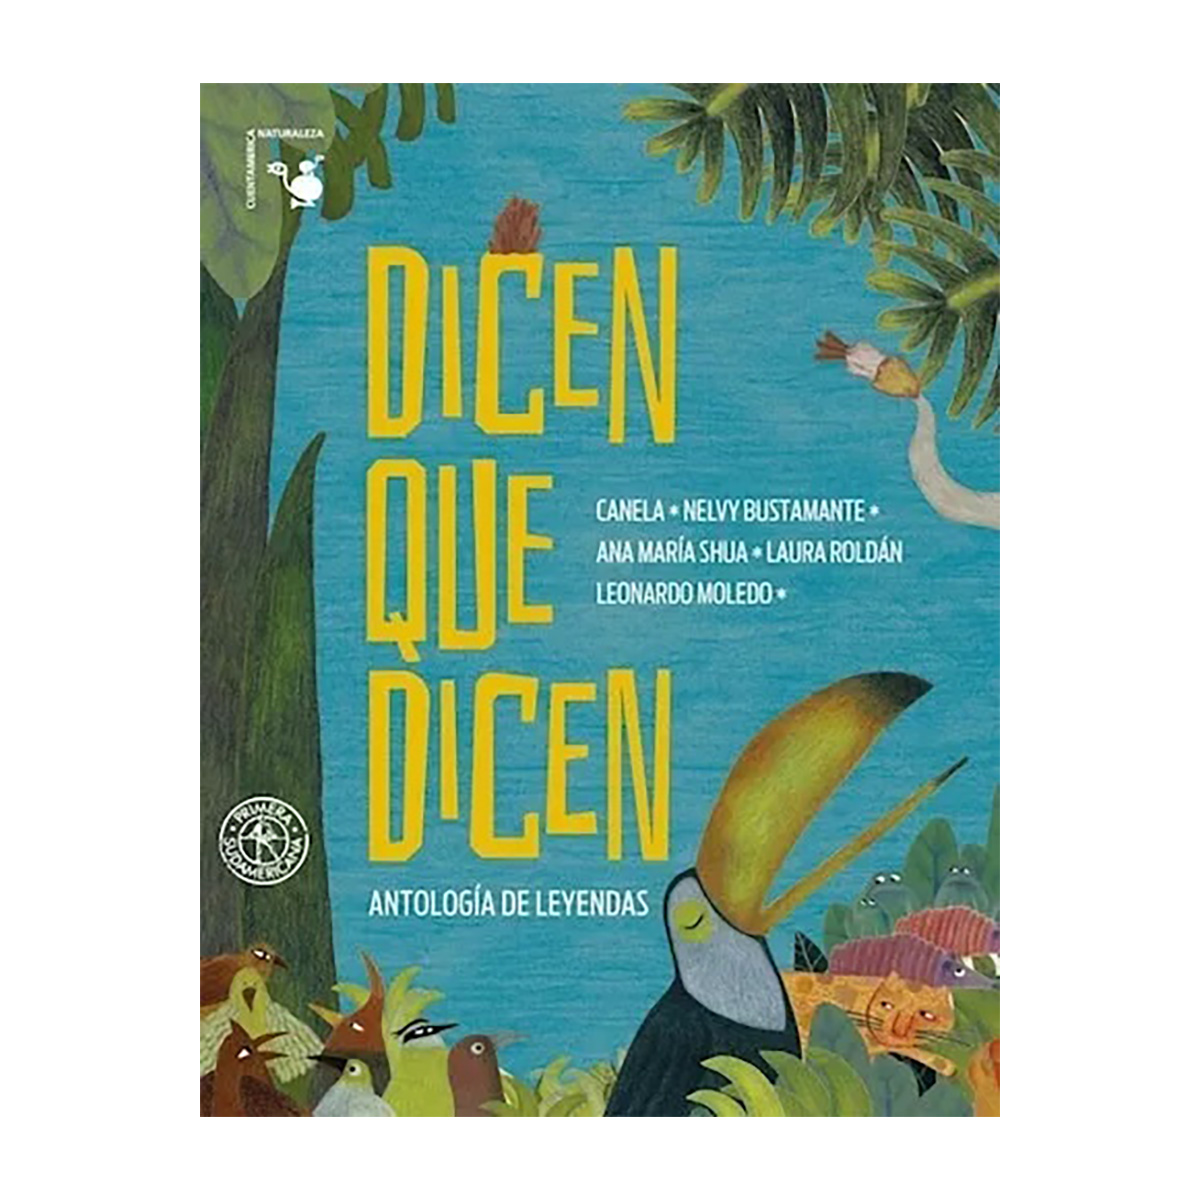 CUENTAMERICA
NATURALEZA
DICEN
QUE
DICEN
CANELA * NELVY BUSTAMANTE *
ANA MARÍA SHUA * LAURA ROLDÁN
LEONARDO MOLEDO *
PRIMERA
SUDAMERICANA
ANTOLOGÍA DE LEYENDAS